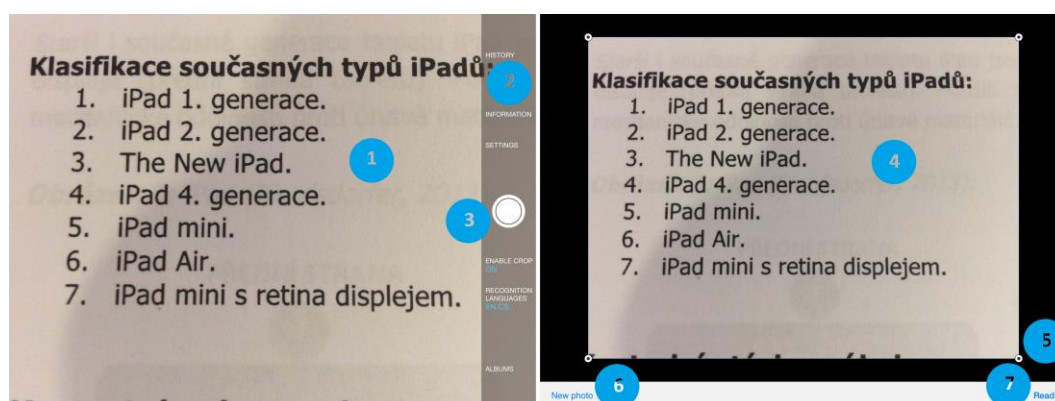 Klasifikace současných typů iPadů:
1. iPad 1. generace.
2. iPad 2. generace.
3. The New iPad.
4. iPad 4. generace.
5. iPad mini.
6. iPad Air.
7. iPad mini s retina displejem.
1
HISTORY
2
INFORMATION
SETTINGS
3
ENABLE CROP
ON
RECOGNITION
LANGUAGES
EN CS
ALBUMS
Klasifikace současných typů iPadů:
1. iPad 1. generace.
2. iPad 2. generace.
3. The New iPad.
4. iPad 4. generace.
5. iPad mini.
6. iPad Air.
7. iPad mini s retina displejem.
4
5
New photo
6
7
Read